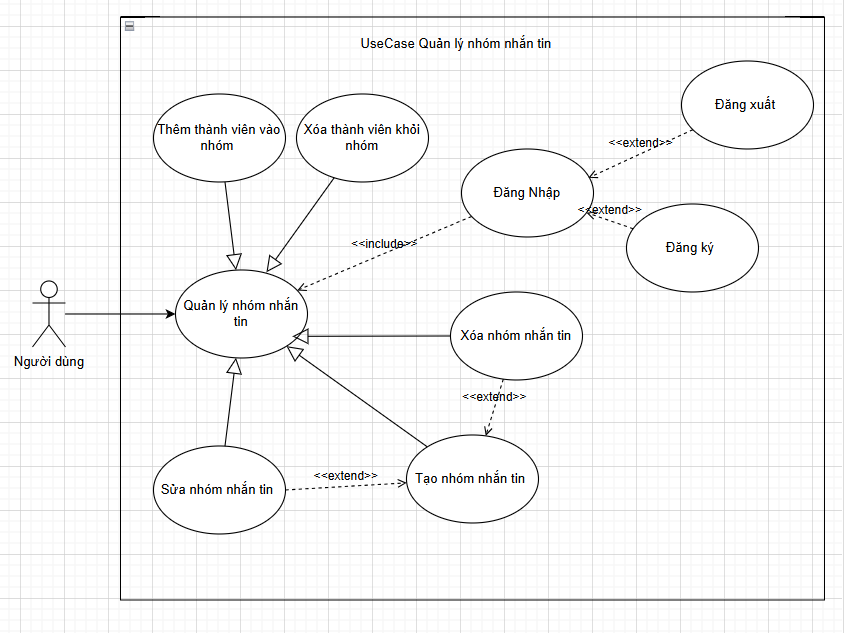 UseCase Quản lý nhóm nhắn tin
Đăng xuất
Thêm thành viên vào
nhóm
Xóa thành viên khỏi
nhóm
<<extend>>
Đăng Nhập
<<extend>>
Đăng ký
<<include>>
Quản lý nhóm nhắn
tin
Người dùng
Xóa nhóm nhắn tin
<<extend>>
Sửa nhóm nhắn tin
<<extend>>
Tạo nhóm nhắn tin